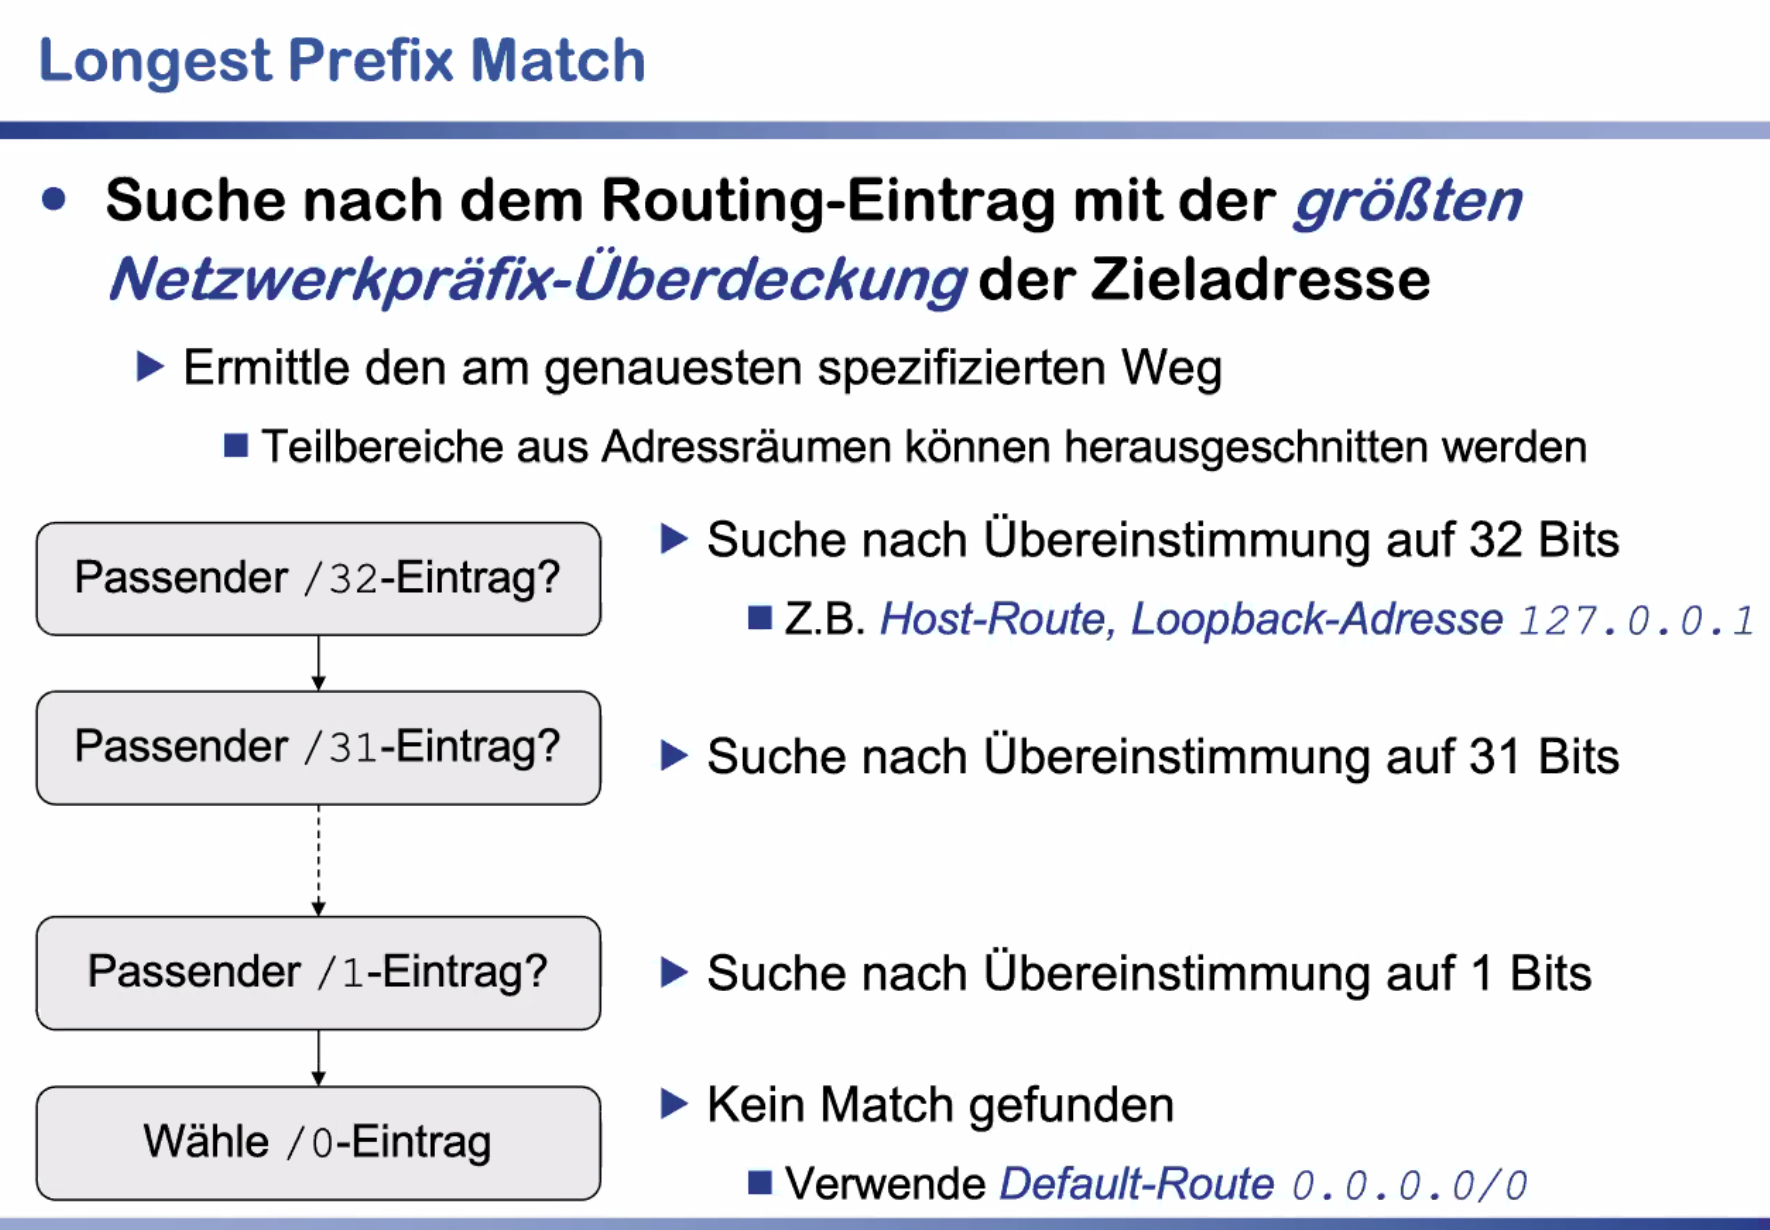 Longest Prefix Match
• Suche nach dem Routing-Eintrag mit der größten
Netzwerkpräfix-Überdeckung der Zieladresse
▶ Ermittle den am genauesten spezifizierten Weg
■ Teilbereiche aus Adressräumen können herausgeschnitten werden
Passender /32-Eintrag?
▶ Suche nach Übereinstimmung auf 32 Bits
■ Z.B. Host-Route, Loopback-Adresse 127.0.0.1
Passender /31-Eintrag?
▶ Suche nach Übereinstimmung auf 31 Bits
Passender /1-Eintrag?
▶ Suche nach Übereinstimmung auf 1 Bits
Wähle /0-Eintrag
▶ Kein Match gefunden
■ Verwende Default-Route 0.0.0.0/0